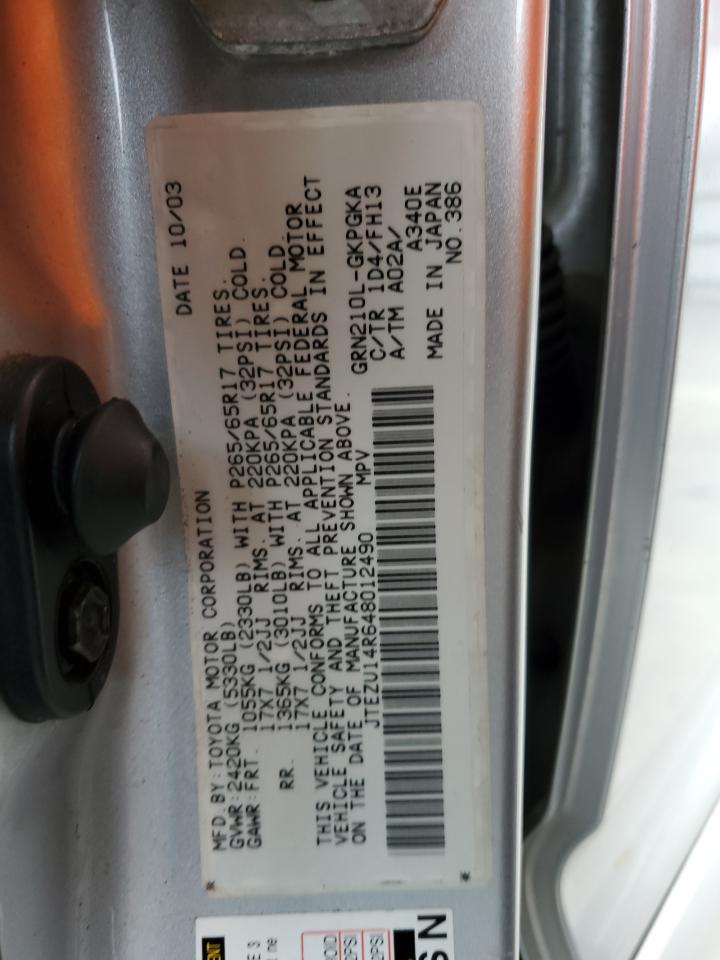 MFD. BY: TOYOTA MOTOR CORPORATION DATE 10/03
GVWR: 2420KG (5330LB)
GAWR: FRT. 1055KG (2330LB) WITH P265/65R17 TIRES.
17X7 1/2JJ RIMS. AT 220KPA (32PSI) COLD.
RR. 1365KG (3010LB) WITH P265/65R17 TIRES.
17X7 1/2JJ RIMS. AT 220KPA (32PSI) COLD.
THIS VEHICLE CONFORMS TO ALL APPLICABLE FEDERAL MOTOR
VEHICLE SAFETY AND THEFT PREVENTION STANDARDS IN EFFECT
ON THE DATE OF MANUFACTURE SHOWN ABOVE.
JTEZU14R648012490 MPV
GRN210L-GKPGKA
C/TR 1D4/FH13
A/TM A02A/
A340E
MADE IN JAPAN
NO.386